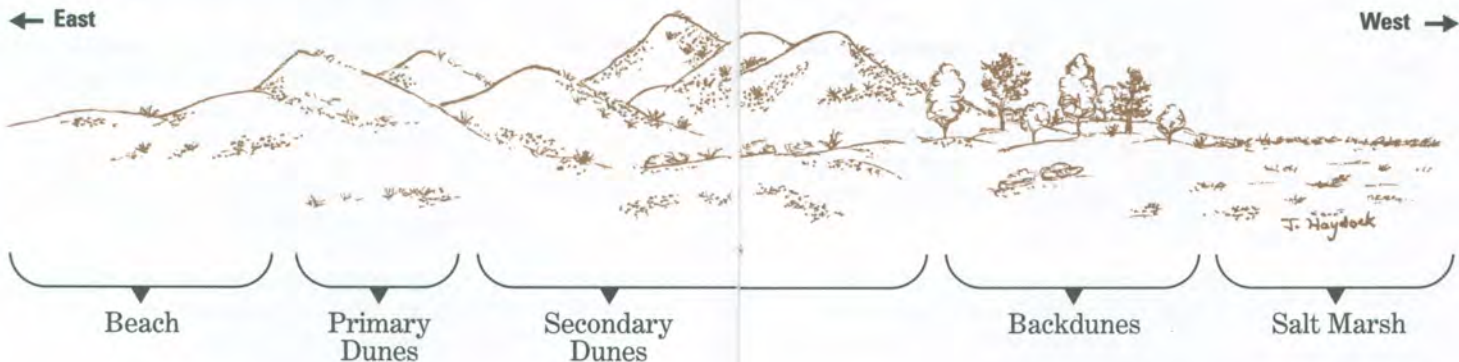 ← East
West →
J. Haydock
Beach
Primary
Dunes
Secondary
Dunes
Backdunes
Salt Marsh